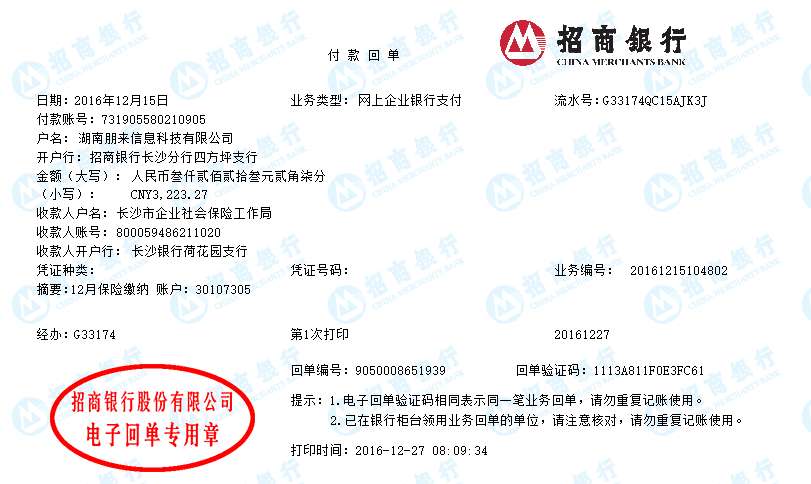 招商银行
CHINA MERCHANTS BANK
付 款 回 单
日期：2016年12月15日 业务类型：网上企业银行支付 流水号：G33174QC15AJK3J
付款账号：731905580210905
户名：湖南朋来信息科技有限公司
开户行：招商银行长沙分行四方坪支行
金额（大写）：人民币叁仟贰佰贰拾叁元贰角柒分
（小写）： CNY3,223.27
收款人户名：长沙市企业社会保险工作局
收款人账号：800059486211020
收款人开户行： 长沙银行荷花园支行
凭证种类： 凭证号码： 业务编号： 20161215104802
摘要：12月保险缴纳 账户：30107305
经办：G33174 第1次打印 20161227
回单编号：9050008651939 回单验证码：1113A811F0E3FC61
提示：1.电子回单验证码相同表示同一笔业务回单，请勿重复记账使用。
2.已在银行柜台领用业务回单的单位，请注意核对，请勿重复记账使用。
打印时间：2016-12-27 08:09:34
招商银行股份有限公司
电子回单专用章